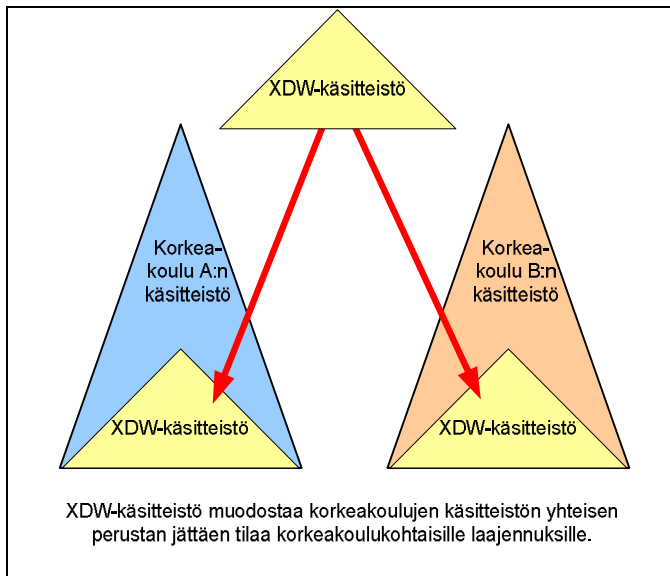 XDW-käsitteistö
Korkea-
koulu A:n
käsitteistö
Korkea-
koulu B:n
käsitteistö
XDW-käsitteistö
XDW-käsitteistö
XDW-käsitteistö muodostaa korkeakoulujen käsitteistön yhteisen
perustan jättäen tilaa korkeakoulukohtaisille laajennuksille.